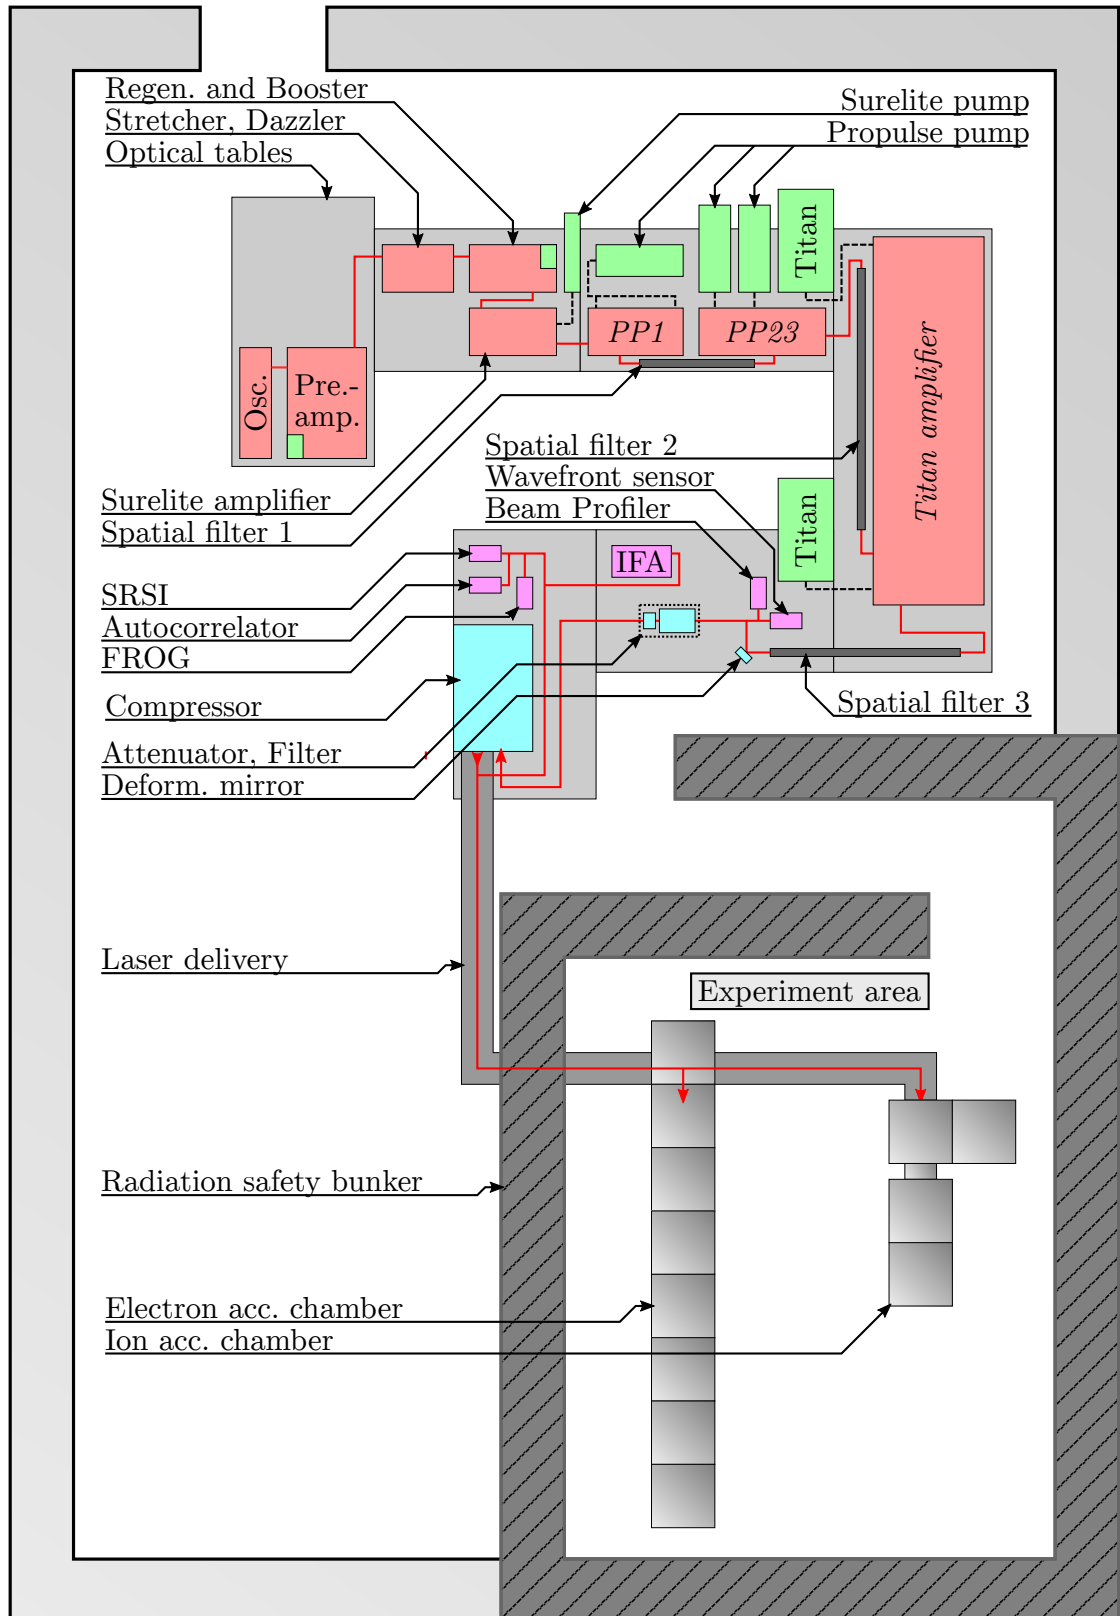 Regen. and Booster
Stretcher, Dazzler
Optical tables
Surelite pump
Propulse pump
Titan
PP1
PP23
Osc.
Pre.-
amp.
Titan amplifier
Surelite amplifier
Spatial filter 1
Spatial filter 2
Wavefront sensor
Beam Profiler
Titan
IFA
SRSI
Autocorrelator
FROG
Compressor
Attenuator, Filter
Deform. mirror
Spatial filter 3
Laser delivery
Experiment area
Radiation safety bunker
Electron acc. chamber
Ion acc. chamber